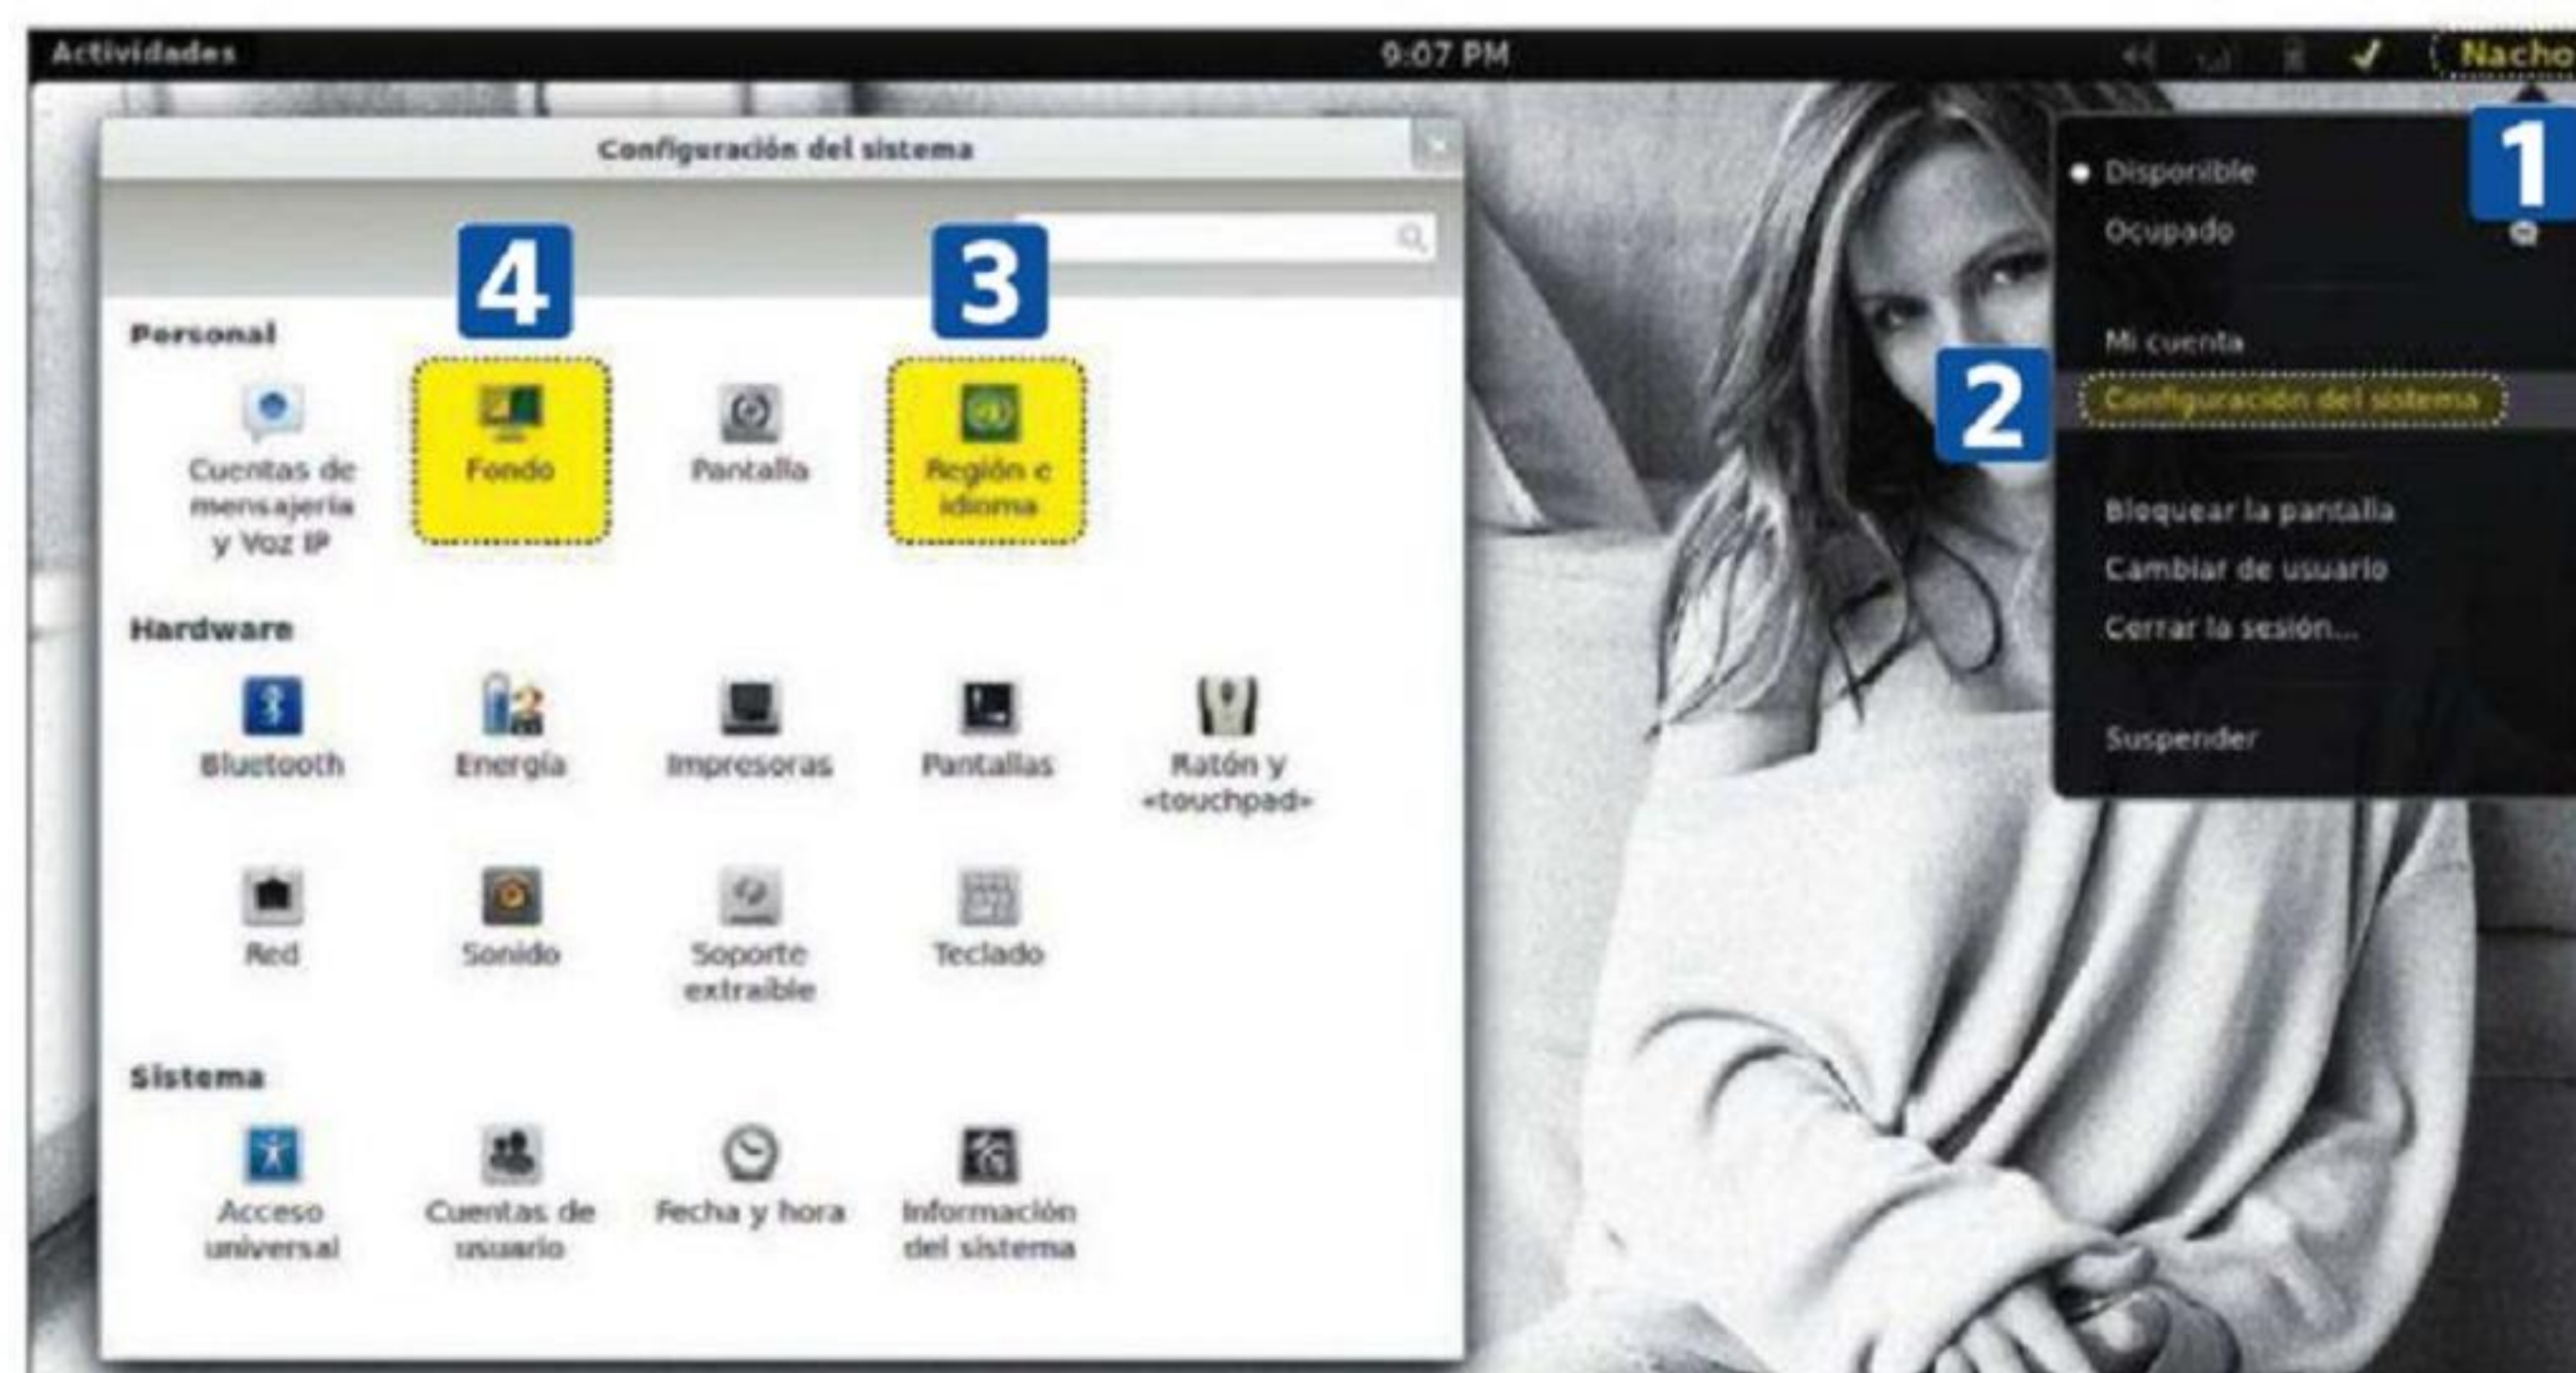 Actividades
9:07 PM
Nacho
Configuración del sistema
4
3
Personal
Cuentas de
mensajería
y Voz IP
Fondo
Pantalla
Región e
idioma
Hardware
Bluetooth
Energía
Impresoras
Pantallas
Ratón y
«touchpad»
Red
Sonido
Soporte
extraíble
Teclado
Sistema
Acceso
universal
Cuentas de
usuario
Fecha y hora
Información
del sistema
1
Disponible
Ocupado
Mi cuenta
2
Configuración del sistema
Bloquear la pantalla
Cambiar de usuario
Cerrar la sesión...
Suspender